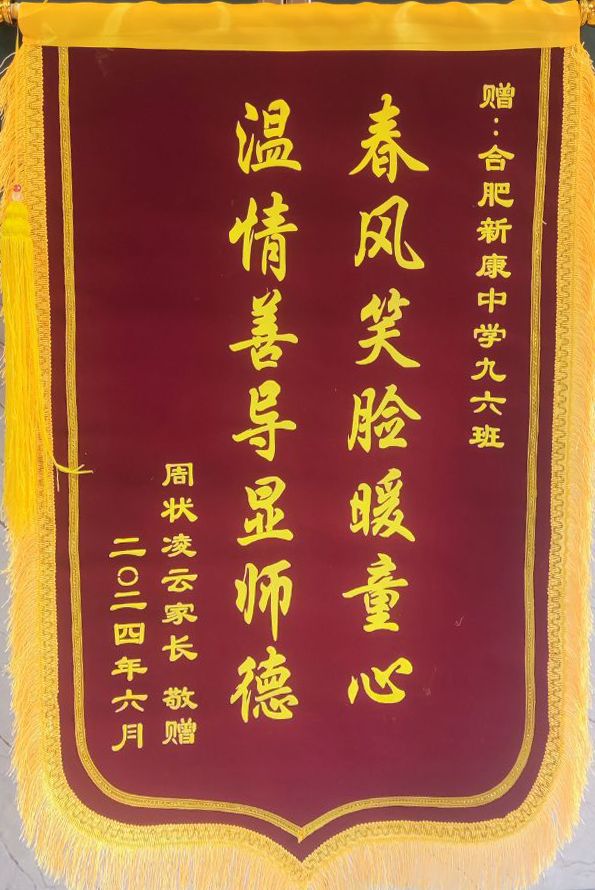 赠：合肥新康中学九六班
春风笑脸暖童心
温情善导显师德
周状凌云家长 敬赠
二〇二四年六月